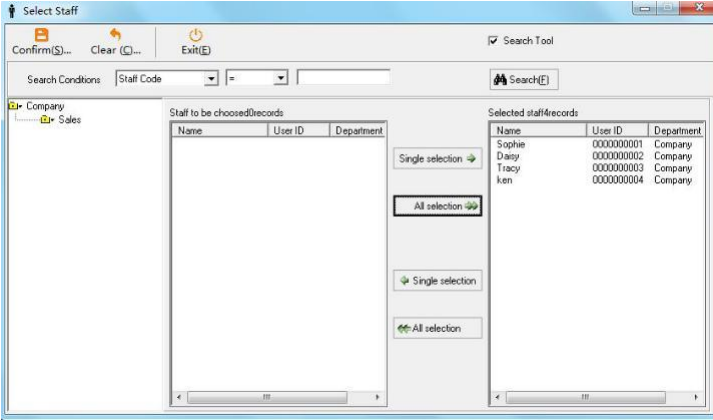 Select Staff
Confirm(S)... Clear (C)... Exit(E) Search Tool
Search Conditions Staff Code = Search(F)
Company
Sales
Staff to be choosed0records
Name User ID Department
Single selection
All selection
Single selection
All selection
Selected staff4records
Name User ID Department
Sophie 0000000001 Company
Daisy 0000000002 Company
Tracy 0000000003 Company
ken 0000000004 Company